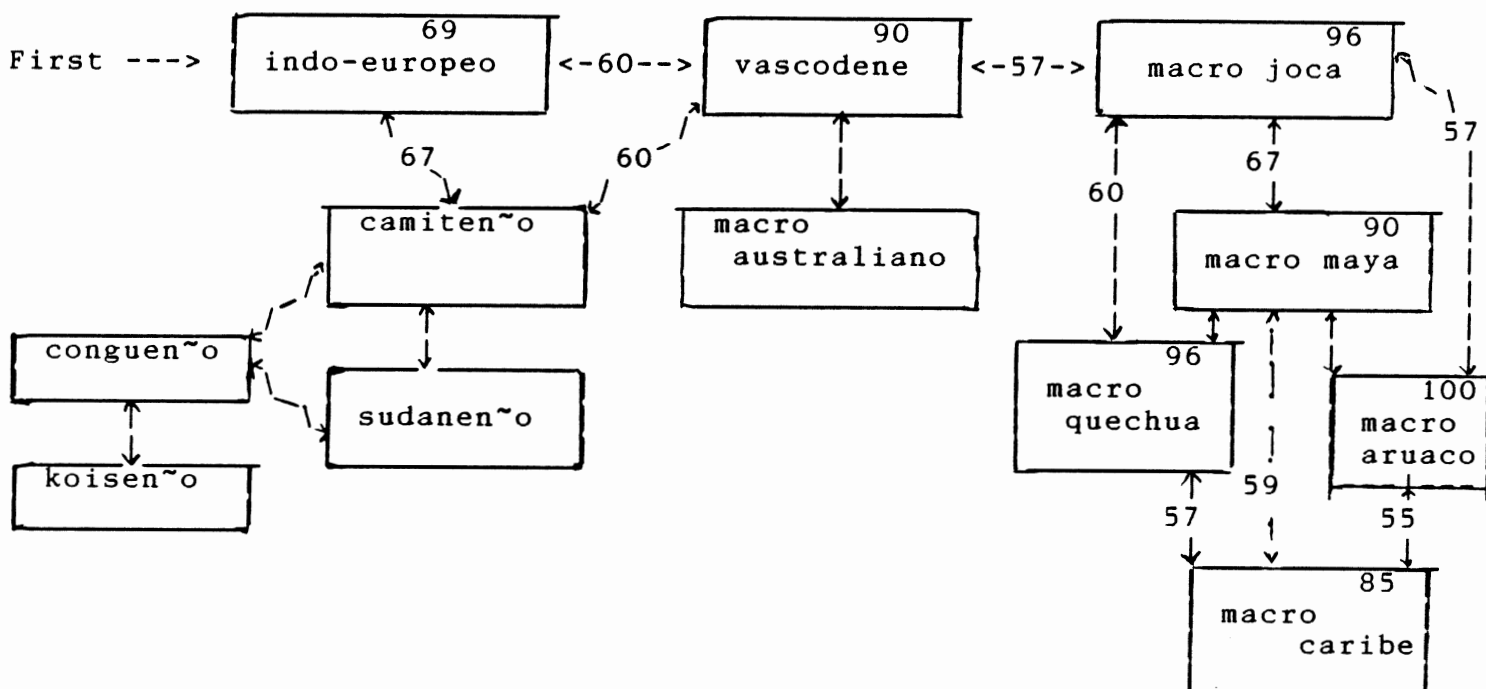 69 90 96
First ---> indo-europeo <-60--> vascodene <-57-> macro joca
57
67 60 67
60
camiten~o macro 90
australiano macro maya
conguen~o 96
macro 100
sudanen~o quechua macro
aruaco
koisen~o 59
57 55
85
macro
caribe